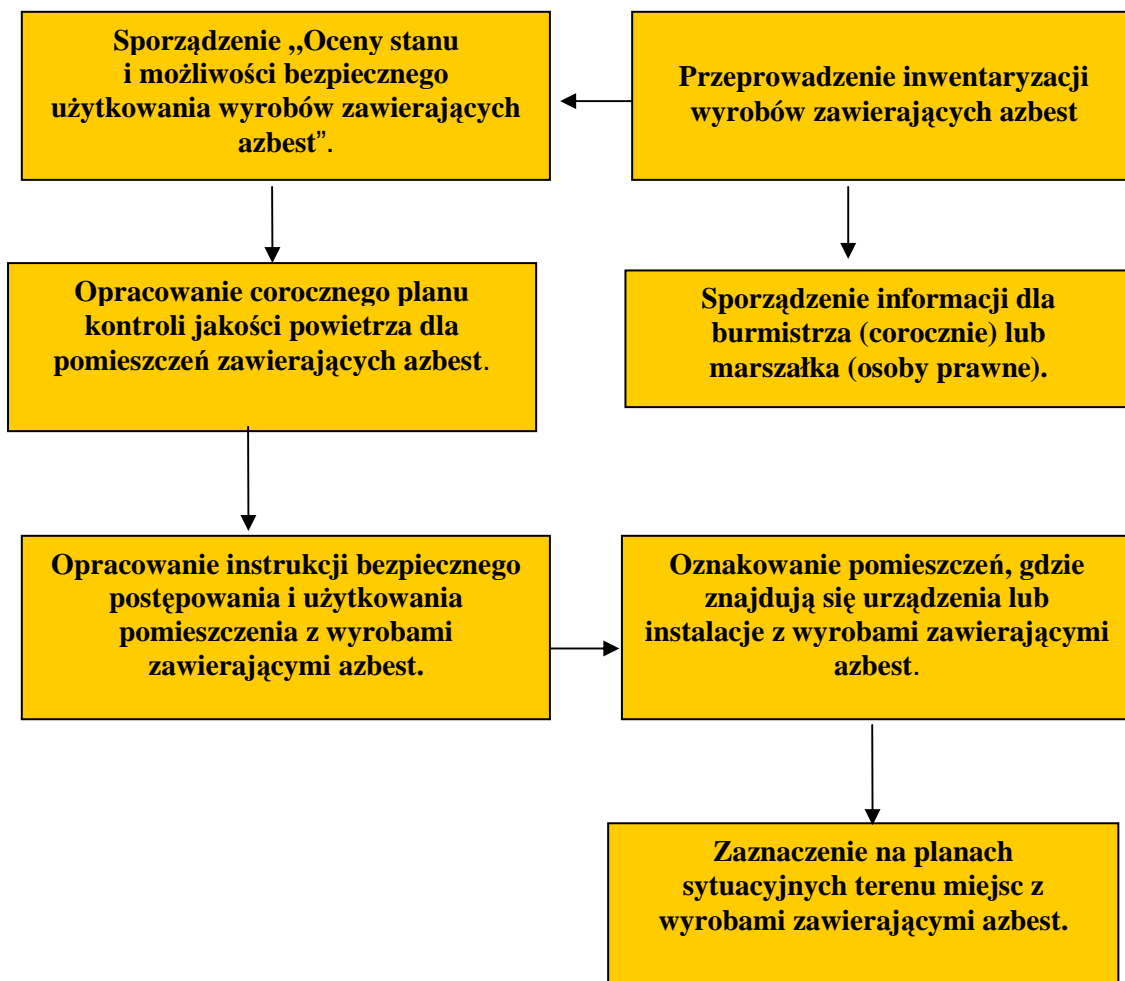 Sporządzenie „Oceny stanu
i możliwości bezpiecznego
użytkowania wyrobów zawierających
azbest”.
Przeprowadzenie inwentaryzacji
wyrobów zawierających azbest
Opracowanie corocznego planu
kontroli jakości powietrza dla
pomieszczeń zawierających azbest.
Sporządzenie informacji dla
burmistrza (corocznie) lub
marszałka (osoby prawne).
Opracowanie instrukcji bezpiecznego
postępowania i użytkowania
pomieszczenia z wyrobami
zawierającymi azbest.
Oznakowanie pomieszczeń, gdzie
znajdują się urządzenia lub
instalacje z wyrobami zawierającymi
azbest.
Zaznaczenie na planach
sytuacyjnych terenu miejsc z
wyrobami zawierającymi azbest.